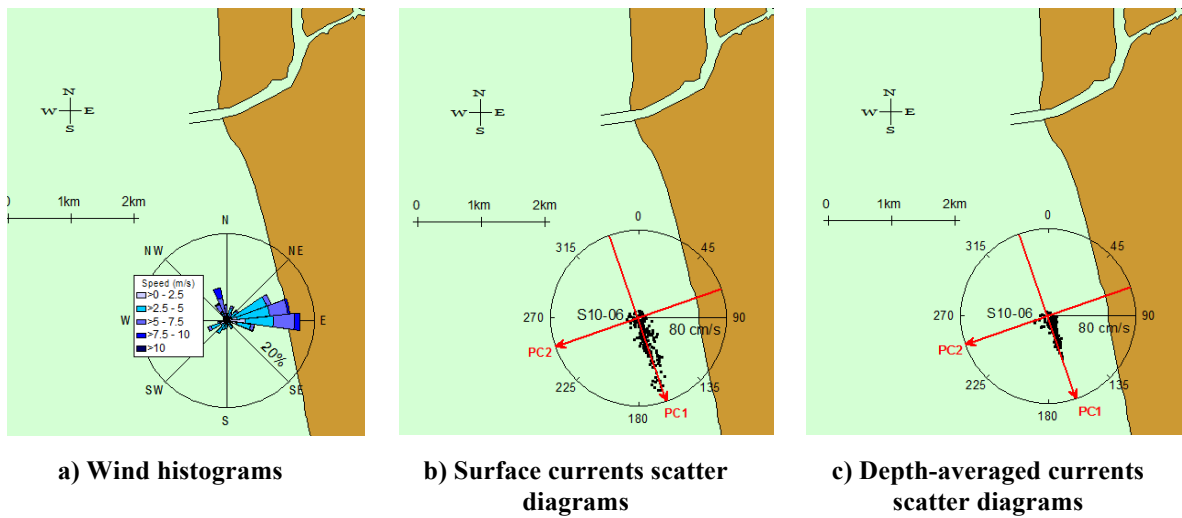 N
W E
S
0 1km 2km
N
NW NE
W E
SW SE
S
20%
Speed (m/s)
>0 - 2.5
>2.5 - 5
>5 - 7.5
>7.5 - 10
>10
a) Wind histograms
N
W E
S
0 1km 2km
0
315 45
270 S10-06 90
80 cm/s
PC2
225 135
180 PC1
b) Surface currents scatter
diagrams
N
W E
S
0 1km 2km
0
315 45
270 S10-06 90
80 cm/s
PC2
225 135
180 PC1
c) Depth-averaged currents
scatter diagrams